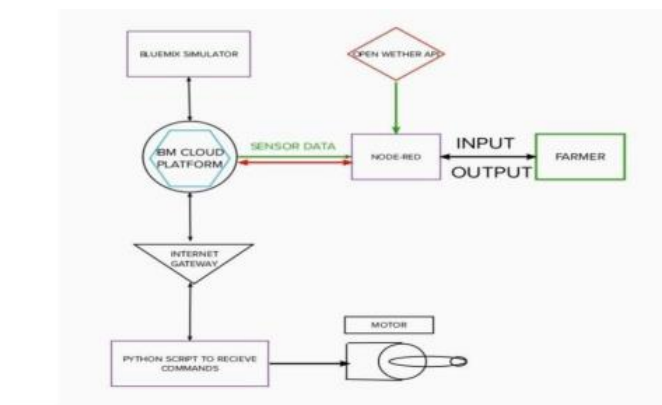 BLUEMIX SIMULATOR
OPEN WETHER API
IBM CLOUD
PLATFORM
SENSOR DATA
NODE-RED
INPUT
OUTPUT
FARMER
INTERNET
GATEWAY
MOTOR
PYTHON SCRIPT TO RECIEVE
COMMANDS